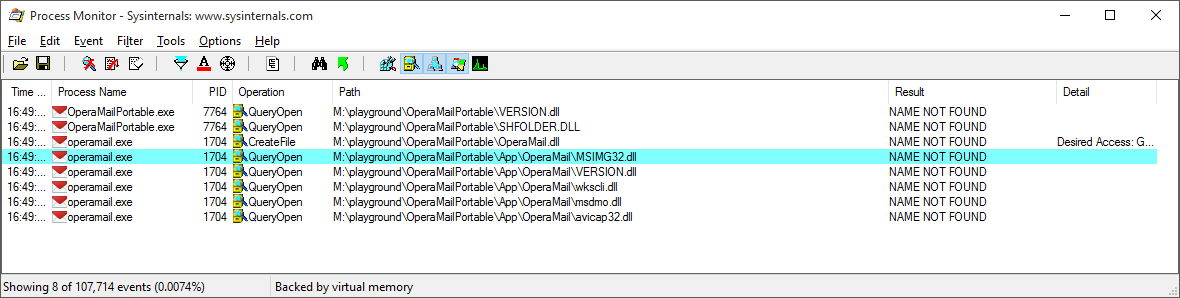 Process Monitor - Sysinternals: www.sysinternals.com
File Edit Event Filter Tools Options Help
Time ... Process Name PID Operation Path Result Detail
16:49:... OperaMailPortable.exe 7764 QueryOpen M:\playground\OperaMailPortable\VERSION.dll NAME NOT FOUND
16:49:... OperaMailPortable.exe 7764 QueryOpen M:\playground\OperaMailPortable\SHFOLDER.DLL NAME NOT FOUND
16:49:... operamail.exe 1704 CreateFile M:\playground\OperaMailPortable\OperaMail.dll NAME NOT FOUND Desired Access: G...
16:49:... operamail.exe 1704 QueryOpen M:\playground\OperaMailPortable\App\OperaMail\MSIMG32.dll NAME NOT FOUND
16:49:... operamail.exe 1704 QueryOpen M:\playground\OperaMailPortable\App\OperaMail\VERSION.dll NAME NOT FOUND
16:49:... operamail.exe 1704 QueryOpen M:\playground\OperaMailPortable\App\OperaMail\wkscli.dll NAME NOT FOUND
16:49:... operamail.exe 1704 QueryOpen M:\playground\OperaMailPortable\App\OperaMail\msdmo.dll NAME NOT FOUND
16:49:... operamail.exe 1704 QueryOpen M:\playground\OperaMailPortable\App\OperaMail\avicap32.dll NAME NOT FOUND
Showing 8 of 107,714 events (0.0074%) Backed by virtual memory